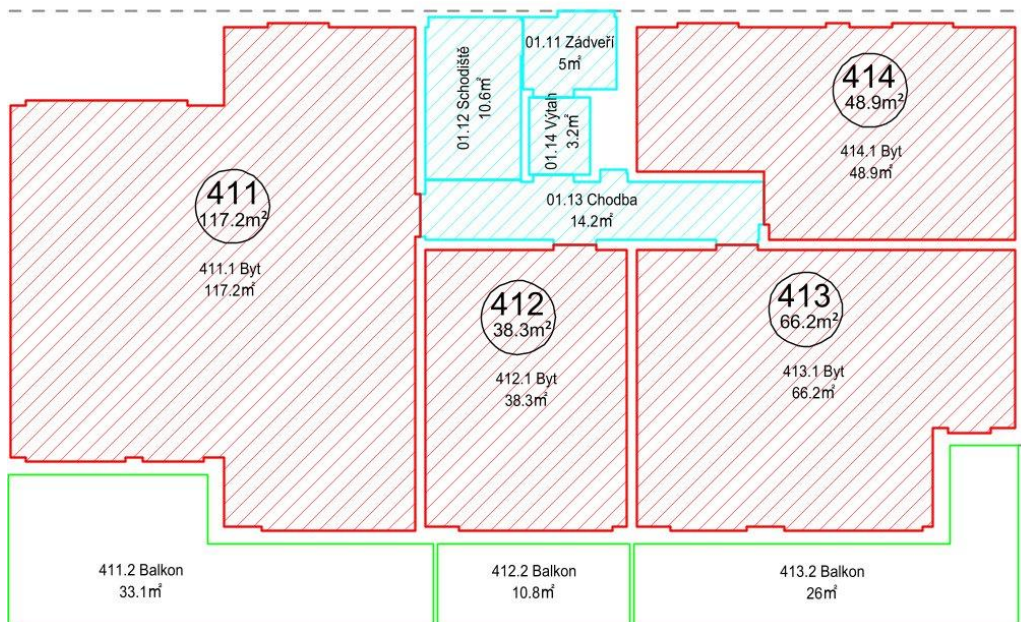 01.11 Zádveří
5m²
01.12 Schodiště
10.6m²
01.14 Výtah
3.2m²
414
48.9m²
414.1 Byt
48.9m²
411
117.2m²
01.13 Chodba
14.2m²
411.1 Byt
117.2m²
412
38.3m²
413
66.2m²
412.1 Byt
38.3m²
413.1 Byt
66.2m²
411.2 Balkon
33.1m²
412.2 Balkon
10.8m²
413.2 Balkon
26m²